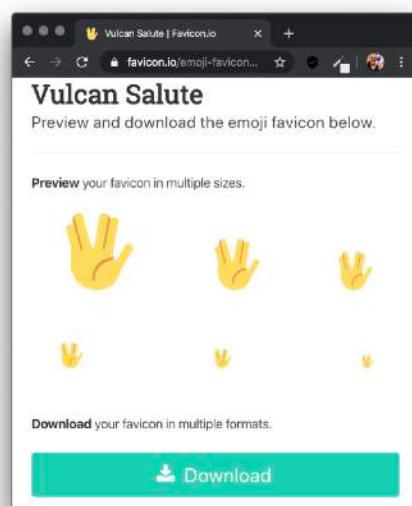 Vulcan Salute | Favicon.io
favicon.io/emoji-favicon...
Vulcan Salute
Preview and download the emoji favicon below.
Preview your favicon in multiple sizes.
Download your favicon in multiple formats.
Download